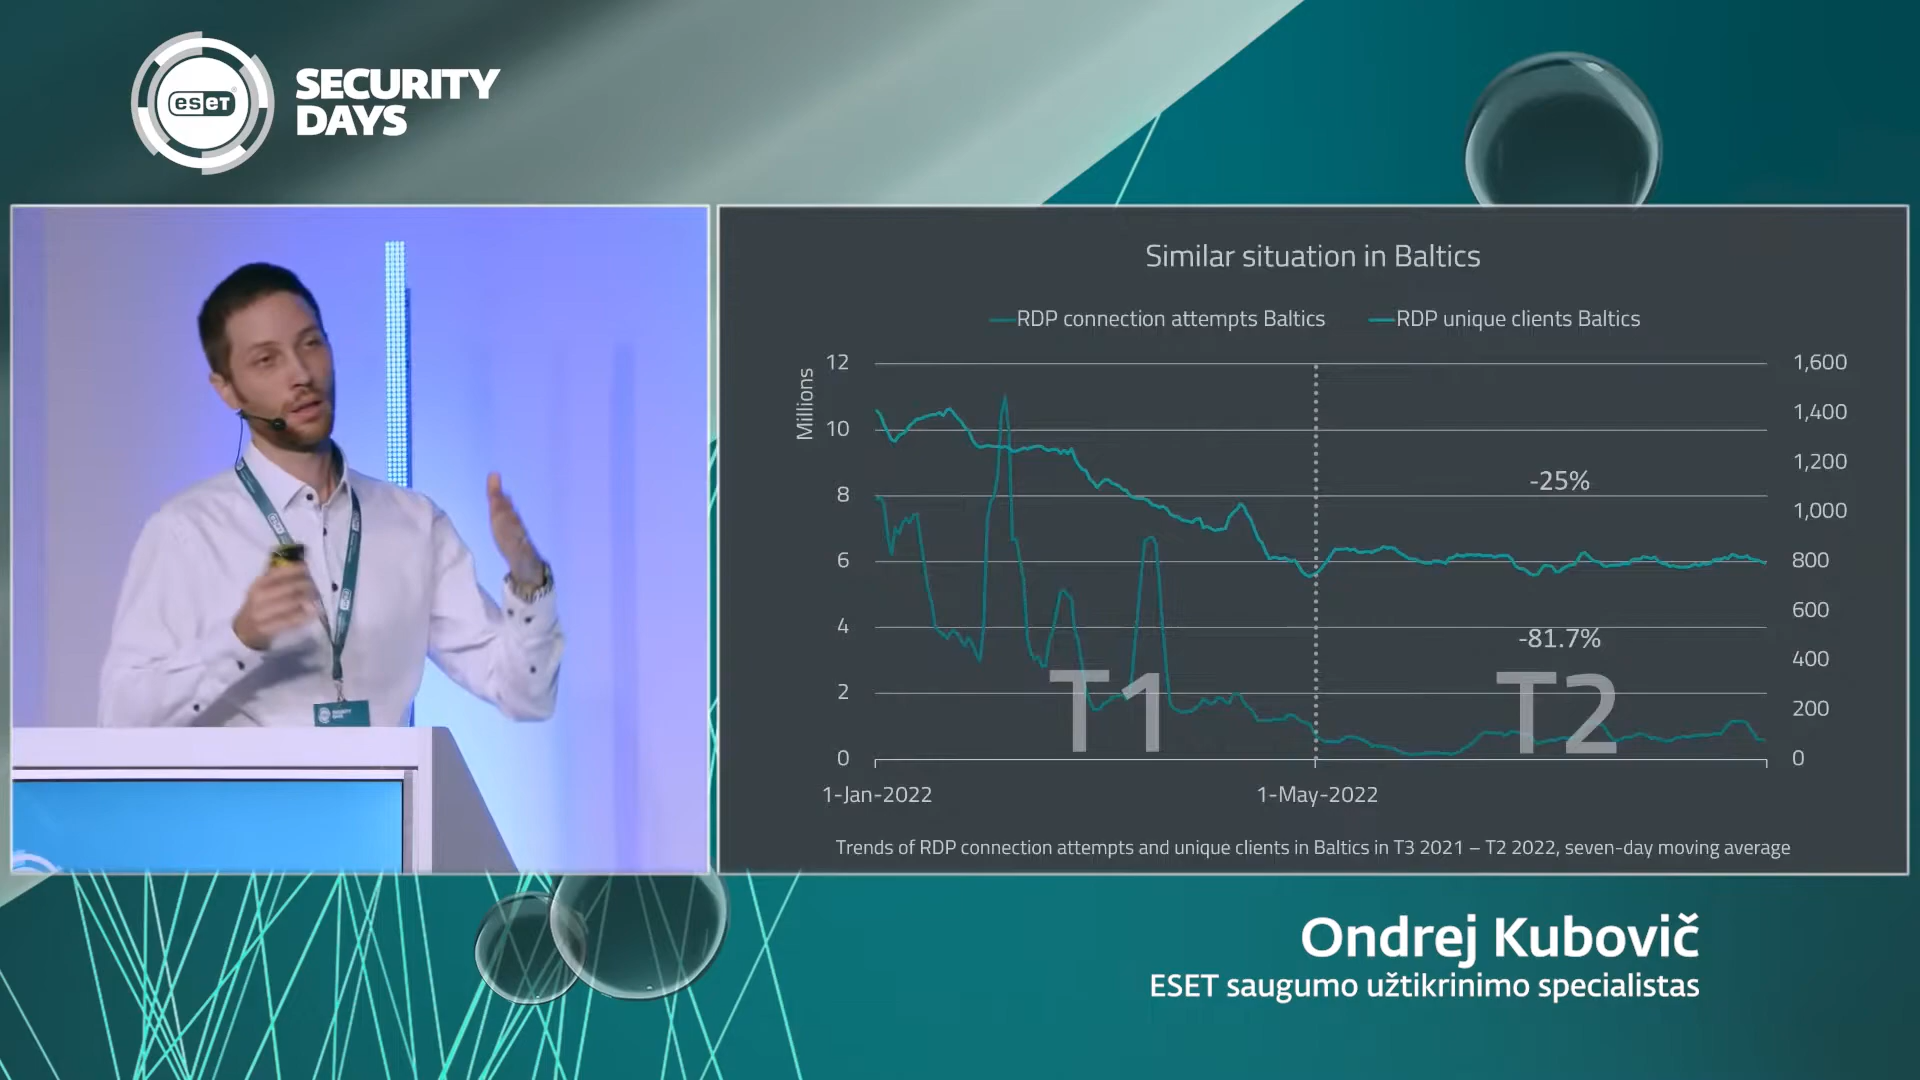 eseT
SECURITY
DAYS
Similar situation in Baltics
RDP connection attempts Baltics
RDP unique clients Baltics
Millions
12
10
8
6
4
2
0
1,600
1,400
1,200
1,000
800
600
400
200
0
-25%
-81.7%
T1
T2
1-Jan-2022
1-May-2022
Trends of RDP connection attempts and unique clients in Baltics in T3 2021 – T2 2022, seven-day moving average
Ondrej Kubovič
ESET saugumo užtikrinimo specialistas